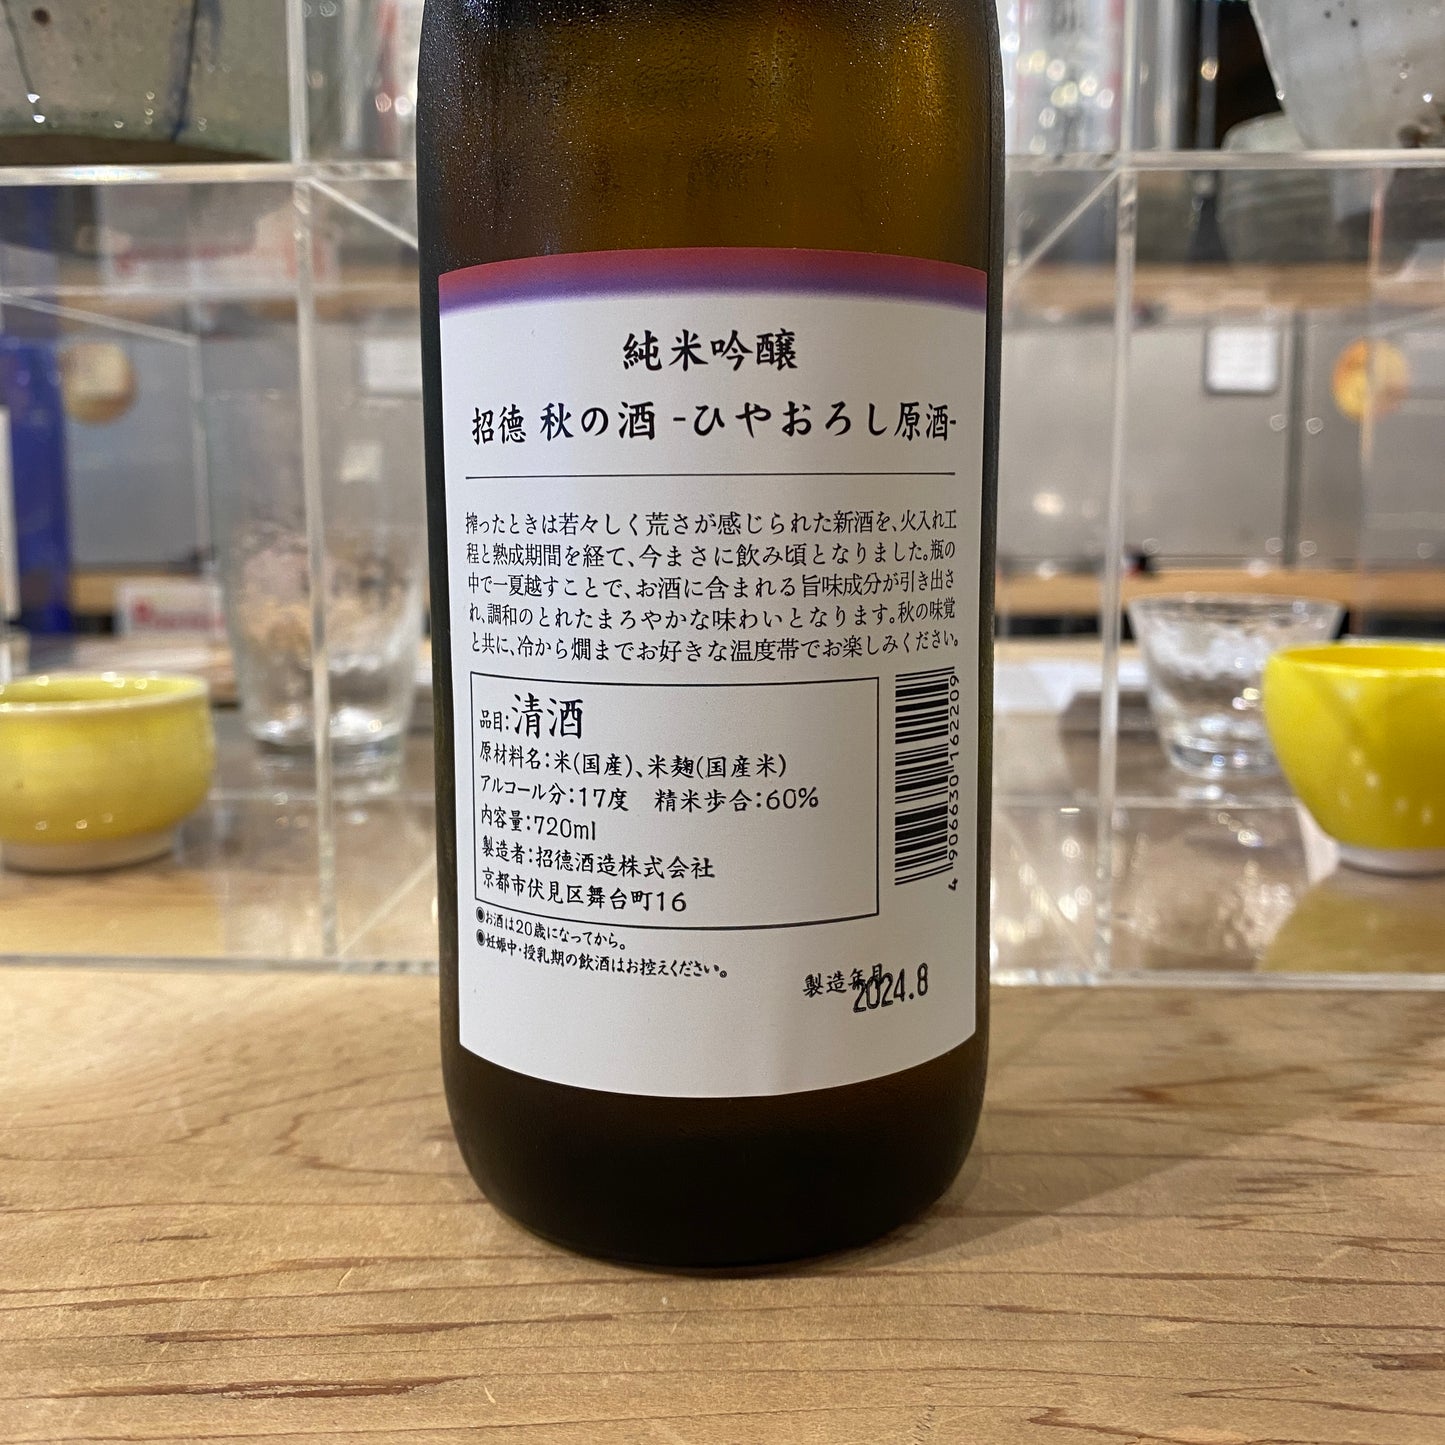 純米吟醸
招德 秋の酒 -ひやおろし原酒-
搾ったときは若々しく荒さが感じられた新酒を、火入れ工
程と熟成期間を経て、今まさに飲み頃となりました。瓶の
中で一夏越すことで、お酒に含まれる旨味成分が引き出さ
れ、調和のとれたまろやかな味わいとなります。秋の味覚
と共に、冷から燗までお好きな温度帯でお楽しみください。
品目:清酒
原材料名:米(国産)、米麹(国産米)
アルコール分:17度 精米歩合:60%
内容量:720ml
製造者:招德酒造株式会社
京都市伏見区舞台町16
◉お酒は20歳になってから。
◉妊娠中・授乳期の飲酒はお控えください。
製造年月
2024.8
4906630162209